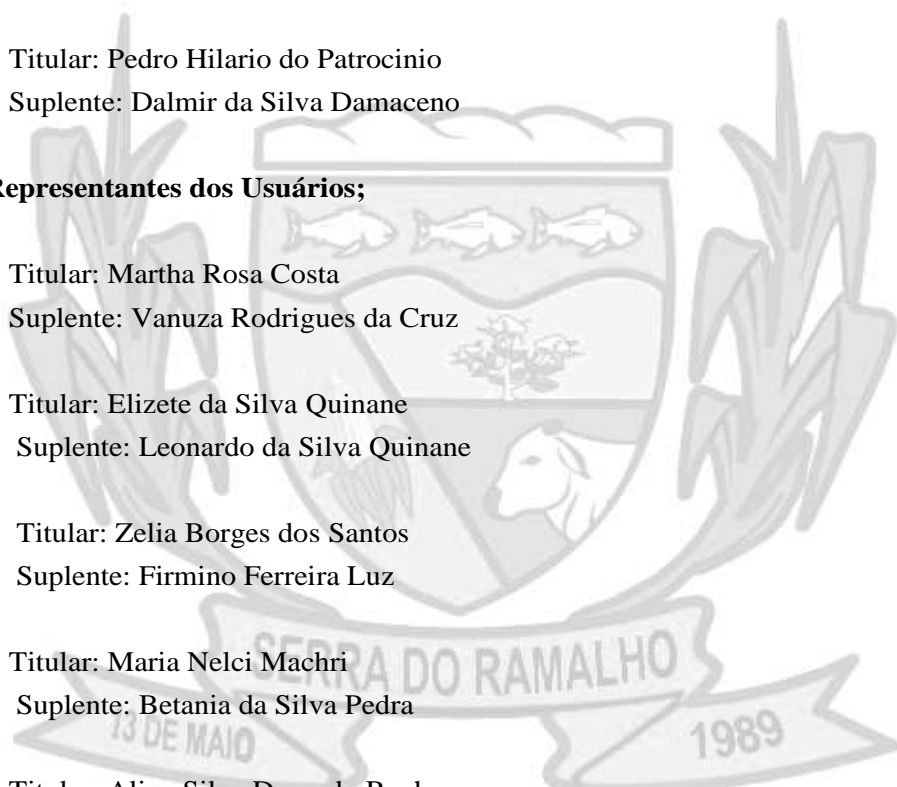 Titular: Pedro Hilario do Patrocinio
Suplente: Dalmir da Silva Damaceno
Representantes dos Usuários;
Titular: Martha Rosa Costa
Suplente: Vanuza Rodrigues da Cruz
Titular: Elizete da Silva Quinane
Suplente: Leonardo da Silva Quinane
Titular: Zelia Borges dos Santos
Suplente: Firmino Ferreira Luz
SERRA DO RAMALHO
Titular: Maria Nelci Machri
Suplente: Betania da Silva Pedra
13 DE MAIO
1989